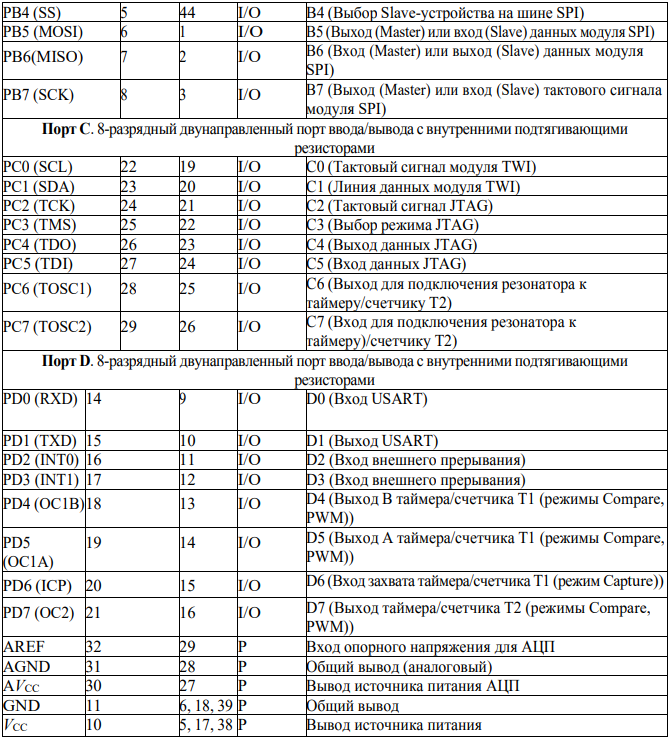 PB4 (SS) 5 44 I/O B4 (Выбор Slave-устройства на шине SPI)
PB5 (MOSI) 6 1 I/O B5 (Выход (Master) или вход (Slave) данных модуля SPI)
PB6(MISO) 7 2 I/O B6 (Вход (Master) или выход (Slave) данных модуля
SPI)
PB7 (SCK) 8 3 I/O B7 (Выход (Master) или вход (Slave) тактового сигнала
модуля SPI)
Порт C. 8-разрядный двунаправленный порт ввода/вывода с внутренними подтягивающими
резисторами
PC0 (SCL) 22 19 I/O C0 (Тактовый сигнал модуля TWI)
PC1 (SDA) 23 20 I/O C1 (Линия данных модуля TWI)
PC2 (TCK) 24 21 I/O C2 (Тактовый сигнал JTAG)
PC3 (TMS) 25 22 I/O C3 (Выбор режима JTAG)
PC4 (TDO) 26 23 I/O C4 (Выход данных JTAG)
PC5 (TDI) 27 24 I/O C5 (Вход данных JTAG)
PC6 (TOSC1) 28 25 I/O C6 (Выход для подключения резонатора к
таймеру/счетчику T2)
PC7 (TOSC2) 29 26 I/O C7 (Вход для подключения резонатора к
таймеру)/счетчику T2)
Порт D. 8-разрядный двунаправленный порт ввода/вывода с внутренними подтягивающими
резисторами
PD0 (RXD) 14 9 I/O D0 (Вход USART)
PD1 (TXD) 15 10 I/O D1 (Выход USART)
PD2 (INT0) 16 11 I/O D2 (Вход внешнего прерывания)
PD3 (INT1) 17 12 I/O D3 (Вход внешнего прерывания)
PD4 (OC1B) 18 13 I/O D4 (Выход B таймера/счетчика T1 (режимы Compare,
PWM))
PD5 19 14 I/O D5 (Выход A таймера/счетчика T1 (режимы Compare,
(OC1A) PWM))
PD6 (ICP) 20 15 I/O D6 (Вход захвата таймера/счетчика T1 (режим Capture))
PD7 (OC2) 21 16 I/O D7 (Выход таймера/счетчика T2 (режимы Compare,
PWM))
AREF 32 29 P Вход опорного напряжения для АЦП
AGND 31 28 P Общий вывод (аналоговый)
AVCC 30 27 P Вывод источника питания АЦП
GND 11 6, 18, 39 P Общий вывод
VCC 10 5, 17, 38 P Вывод источника питания